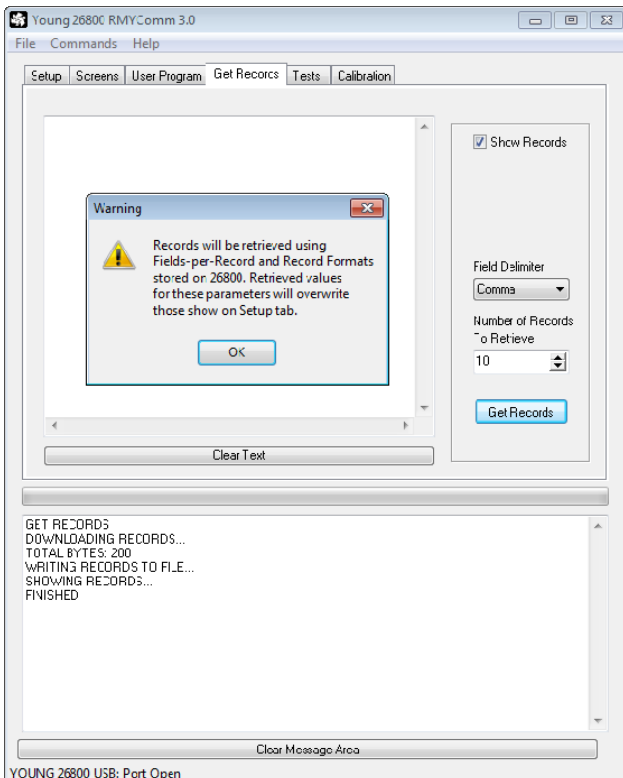 Young 26800 RMYComm 3.0
File Commands Help
Setup Screens User Program Get Records Tests Calibration
Show Records
Warning
Records will be retrieved using
Fields-per-Record and Record Formats
stored on 26800. Retrieved values
for these parameters will overwrite
those show on Setup tab.
OK
Field Delimiter
Comma
Number of Records
To Retieve
10
Get Records
Clear Text
GET RECORDS
DOWNLOADING RECORDS...
TOTAL BYTES: 200
WRITING RECORDS TO FILE...
SHOWING RECORDS...
FINISHED
Clear Message Area
YOUNG 26800 USB: Port Open